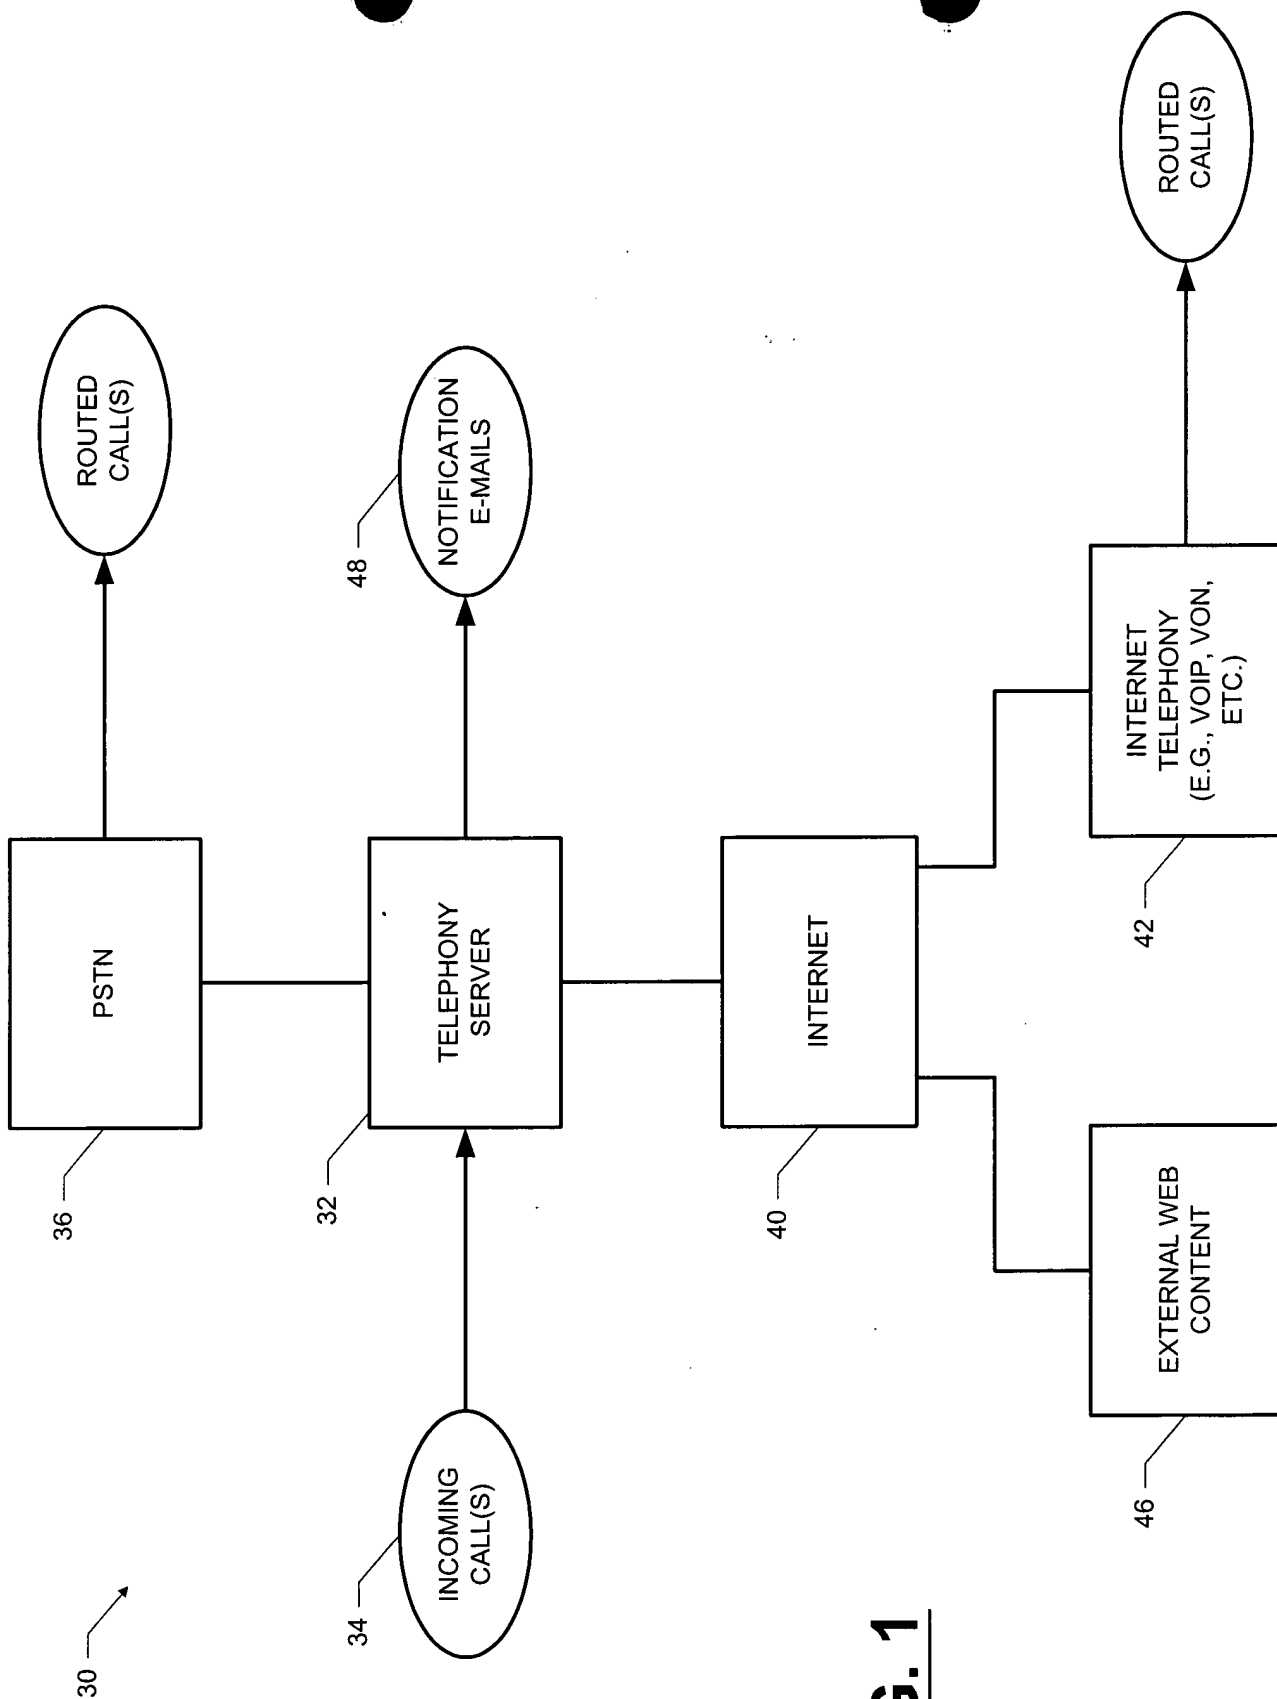 30
36
PSTN
ROUTED
CALL(S)
34
INCOMING
CALL(S)
32
TELEPHONY
SERVER
48
NOTIFICATION
E-MAILS
40
INTERNET
46
EXTERNAL WEB
CONTENT
42
INTERNET
TELEPHONY
(E.G., VOIP, VON,
ETC.)
ROUTED
CALL(S)
G. 1